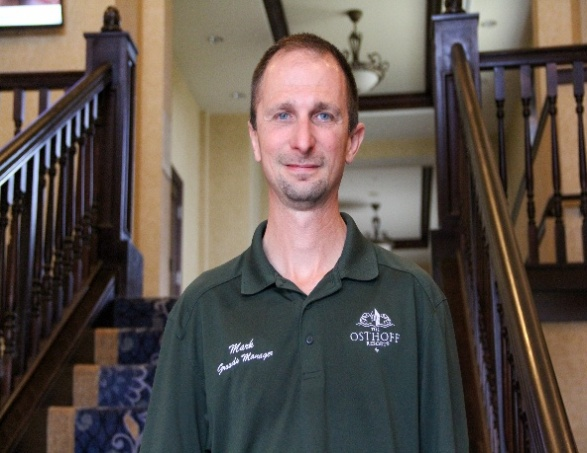 Mark
Grounds Manager
THE
OSTHOFF
RESORT